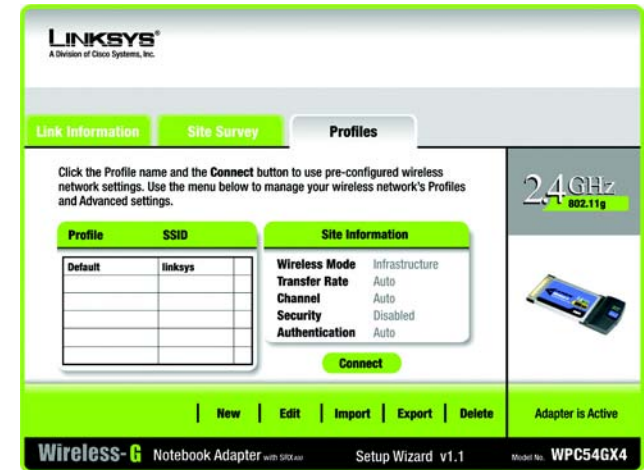 LINKSYS®
A Division of Cisco Systems, Inc.
Link Information
Site Survey
Profiles
Click the Profile name and the Connect button to use pre-configured wireless
network settings. Use the menu below to manage your wireless network's Profiles
and Advanced settings.
2.4GHz
802.11g
Profile SSID
Default linksys
Site Information
Wireless Mode Infrastructure
Transfer Rate Auto
Channel Auto
Security Disabled
Authentication Auto
Connect
New | Edit | Import | Export | Delete
Adapter is Active
Wireless-G Notebook Adapter with SRX400 Setup Wizard v1.1 Model No. WPC54GX4